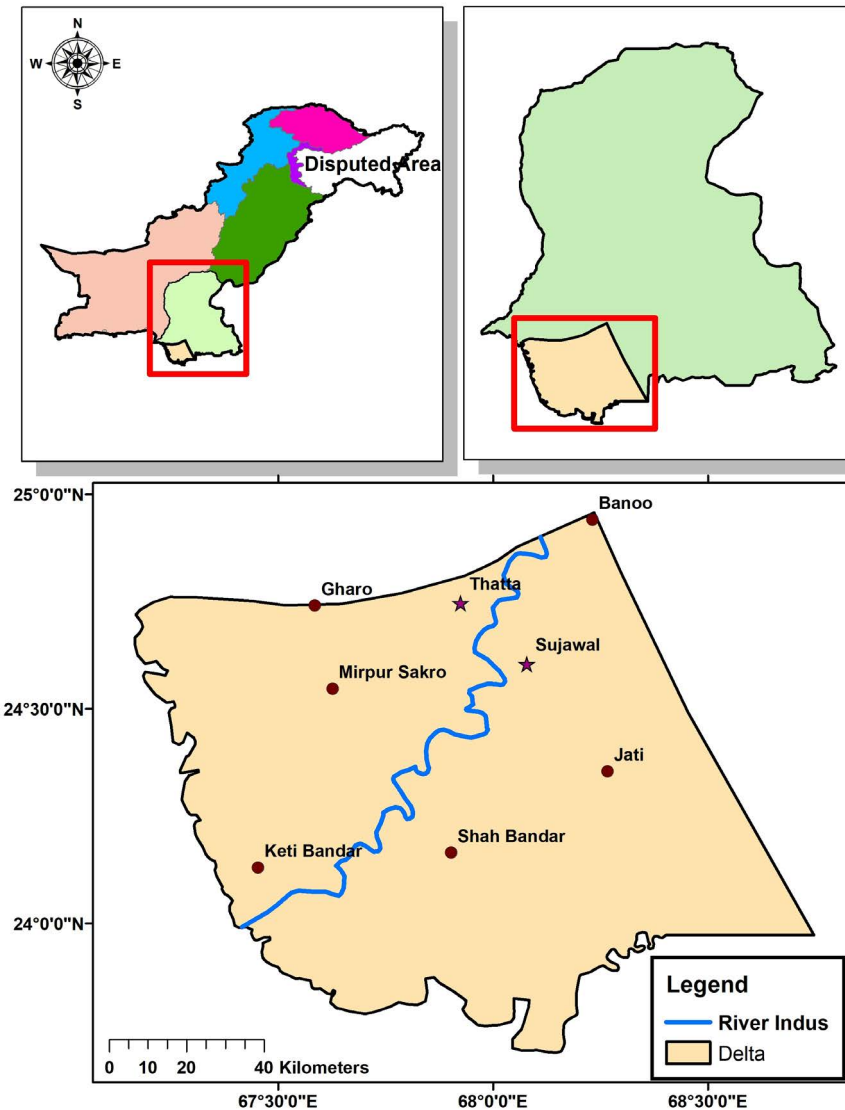 N
W E
S
Disputed Area
25°0'0"N
Banoo
Gharo
Thatta
Sujawal
Mirpur Sakro
24°30'0"N
Jati
Keti Bandar
Shah Bandar
24°0'0"N
Legend
River Indus
Delta
0 10 20 40 Kilometers
67°30'0"E 68°0'0"E 68°30'0"E